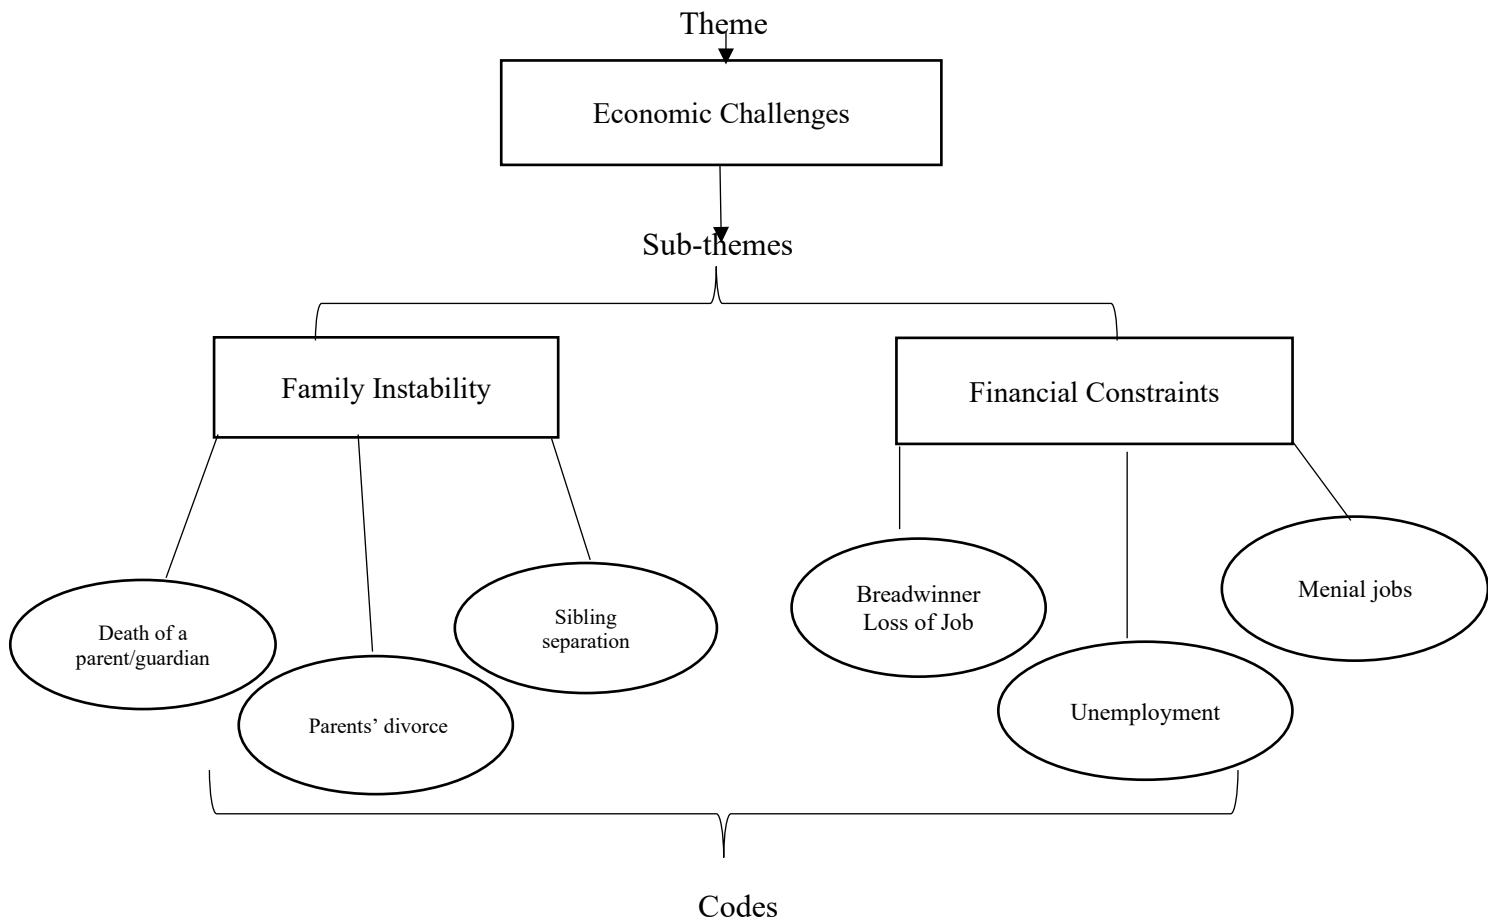 Theme
Economic Challenges
Sub-themes
Family Instability
Financial Constraints
Death of a
parent/guardian
Parents’ divorce
Sibling
separation
Breadwinner
Loss of Job
Unemployment
Menial jobs
Codes